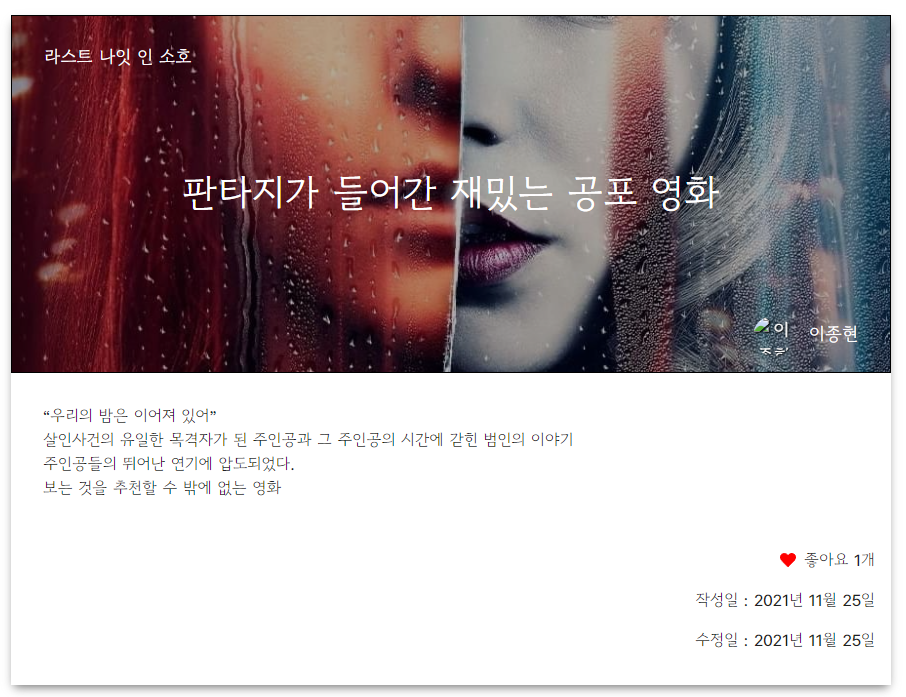 라스트 나잇 인 소호
판타지가 들어간 재밌는 공포 영화
이종현
“우리의 밤은 이어져 있어”
살인사건의 유일한 목격자가 된 주인공과 그 주인공의 시간에 갇힌 범인의 이야기
주인공들의 뛰어난 연기에 압도되었다.
보는 것을 추천할 수 밖에 없는 영화
좋아요 1개
작성일 : 2021년 11월 25일
수정일 : 2021년 11월 25일